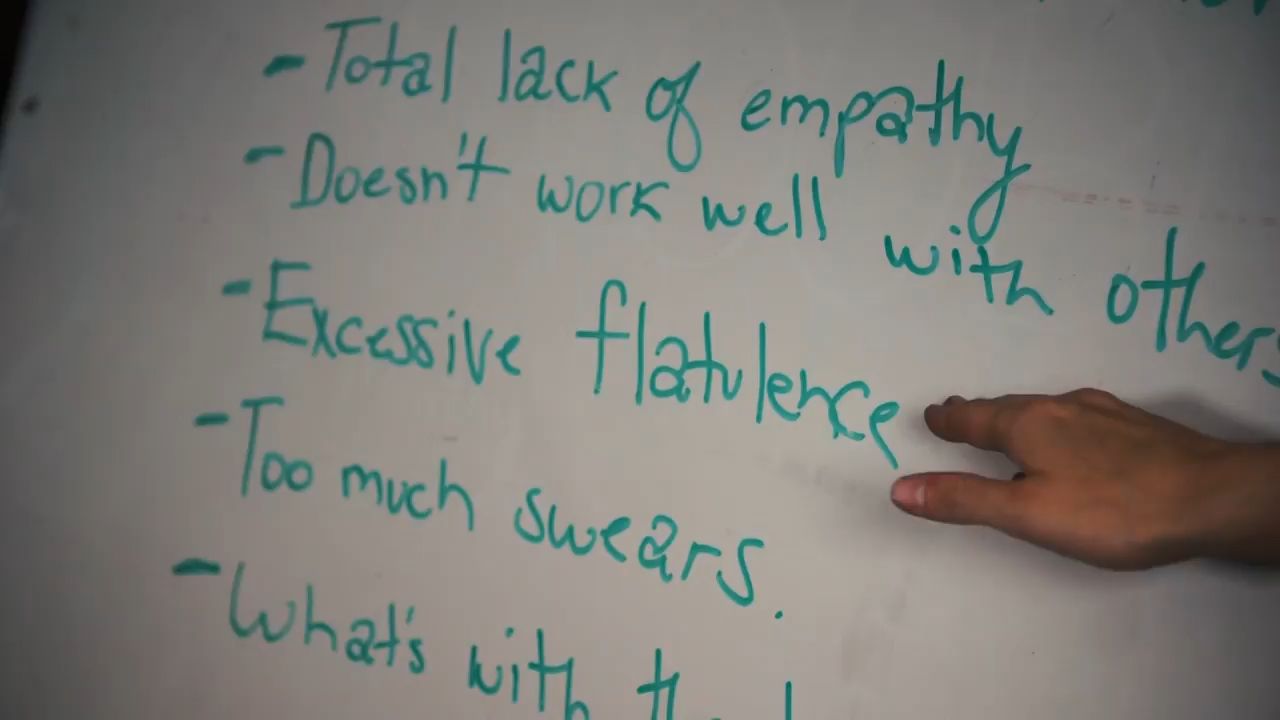 - Total lack of empathy
- Doesn't work well with others
- Excessive flatulence
- Too much swears.
- What's with